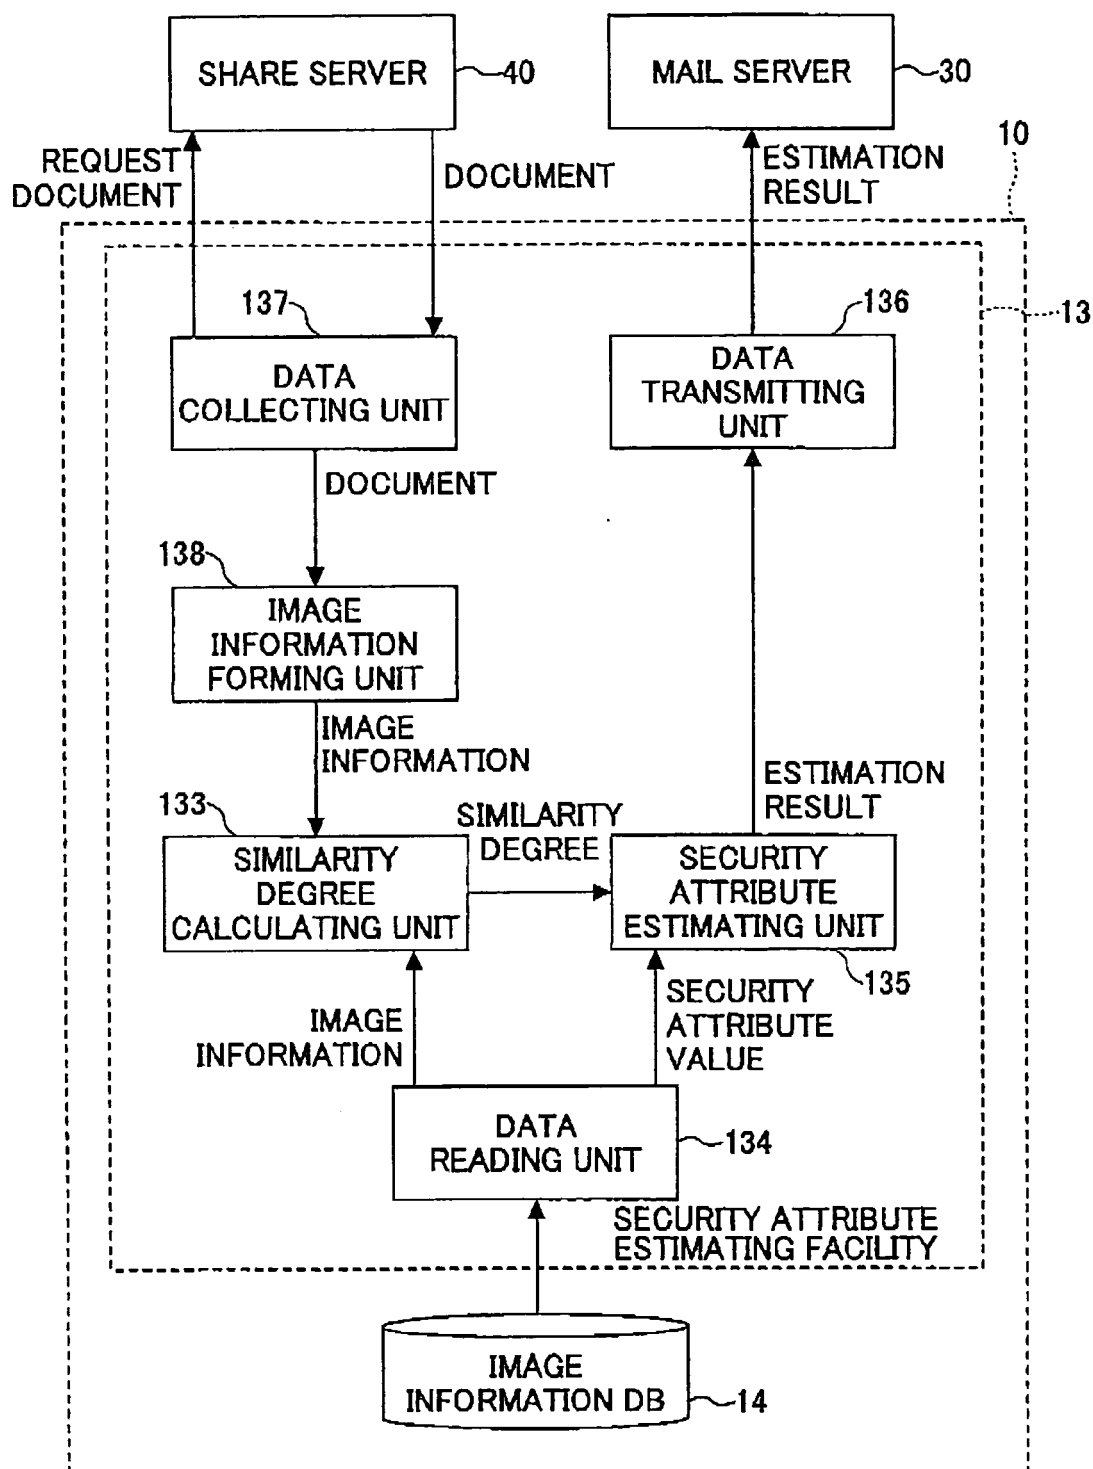 SHARE SERVER
40
MAIL SERVER
30
10
REQUEST
DOCUMENT
DOCUMENT
ESTIMATION
RESULT
137
136
13
DATA
COLLECTING UNIT
DATA
TRANSMITTING
UNIT
DOCUMENT
138
IMAGE
INFORMATION
FORMING UNIT
IMAGE
INFORMATION
ESTIMATION
RESULT
133
SIMILARITY
DEGREE
SIMILARITY
DEGREE
CALCULATING UNIT
SECURITY
ATTRIBUTE
ESTIMATING UNIT
135
IMAGE
INFORMATION
SECURITY
ATTRIBUTE
VALUE
DATA
READING UNIT
134
SECURITY ATTRIBUTE
ESTIMATING FACILITY
IMAGE
INFORMATION DB
14